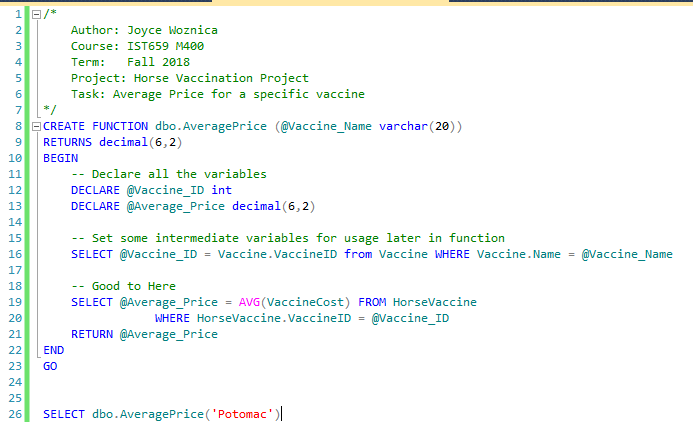 1 /*
2 Author: Joyce Woznica
3 Course: IST659 M400
4 Term: Fall 2018
5 Project: Horse Vaccination Project
6 Task: Average Price for a specific vaccine
7 */
8 CREATE FUNCTION dbo.AveragePrice (@Vaccine_Name varchar(20))
9 RETURNS decimal(6,2)
10 BEGIN
11 -- Declare all the variables
12 DECLARE @Vaccine_ID int
13 DECLARE @Average_Price decimal(6,2)
14
15 -- Set some intermediate variables for usage later in function
16 SELECT @Vaccine_ID = Vaccine.VaccineID from Vaccine WHERE Vaccine.Name = @Vaccine_Name
17
18 -- Good to Here
19 SELECT @Average_Price = AVG(VaccineCost) FROM HorseVaccine
20 WHERE HorseVaccine.VaccineID = @Vaccine_ID
21 RETURN @Average_Price
22 END
23 GO
24
25
26 SELECT dbo.AveragePrice('Potomac')